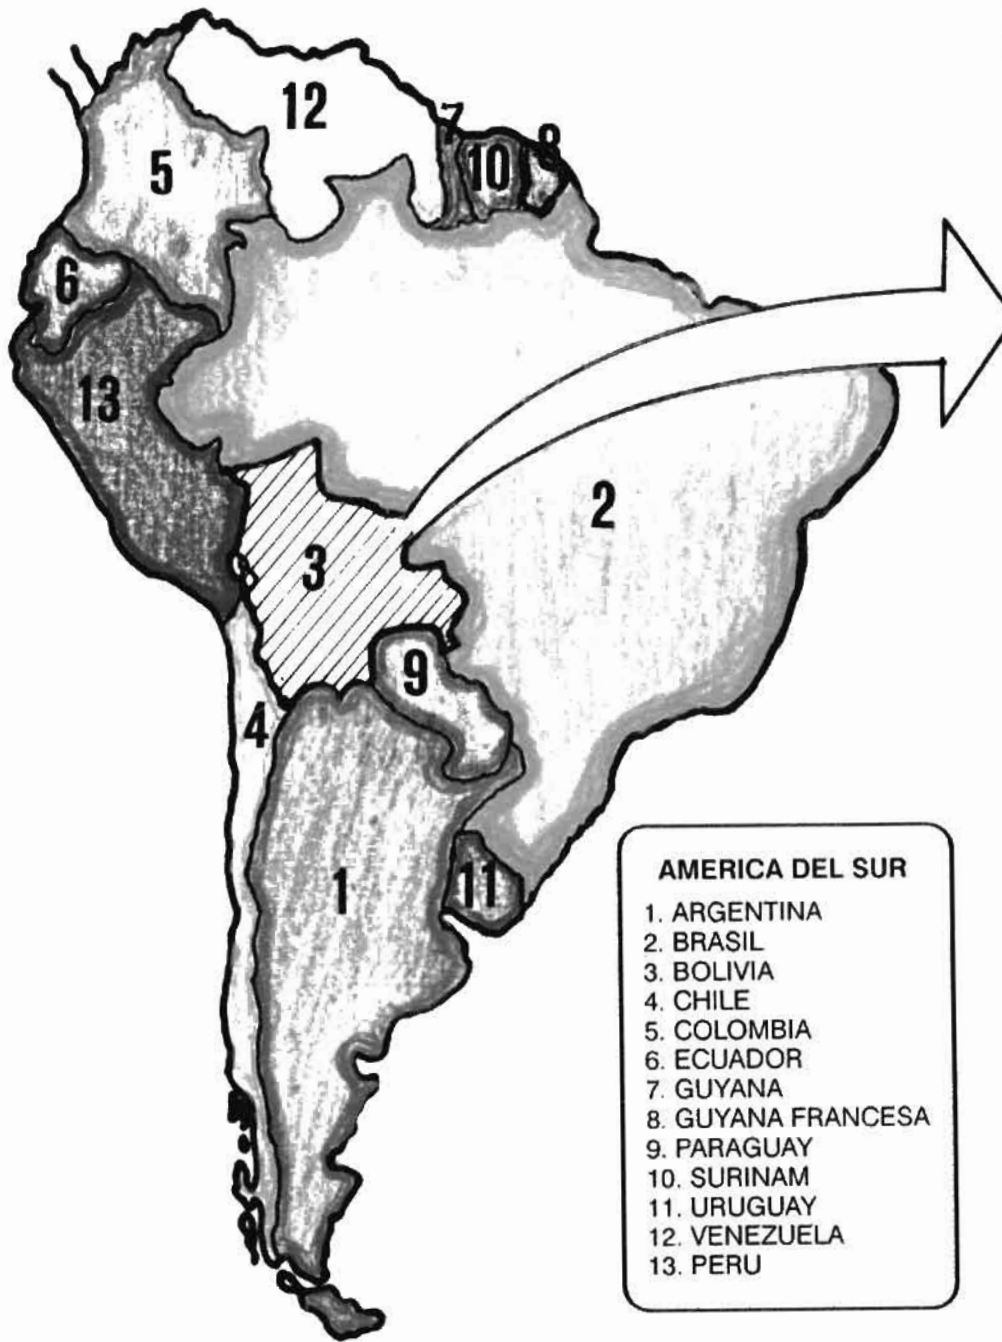 12
7
8
5
10
6
13
2
3
9
4
1
11
AMERICA DEL SUR
1. ARGENTINA
2. BRASIL
3. BOLIVIA
4. CHILE
5. COLOMBIA
6. ECUADOR
7. GUYANA
8. GUYANA FRANCESA
9. PARAGUAY
10. SURINAM
11. URUGUAY
12. VENEZUELA
13. PERU